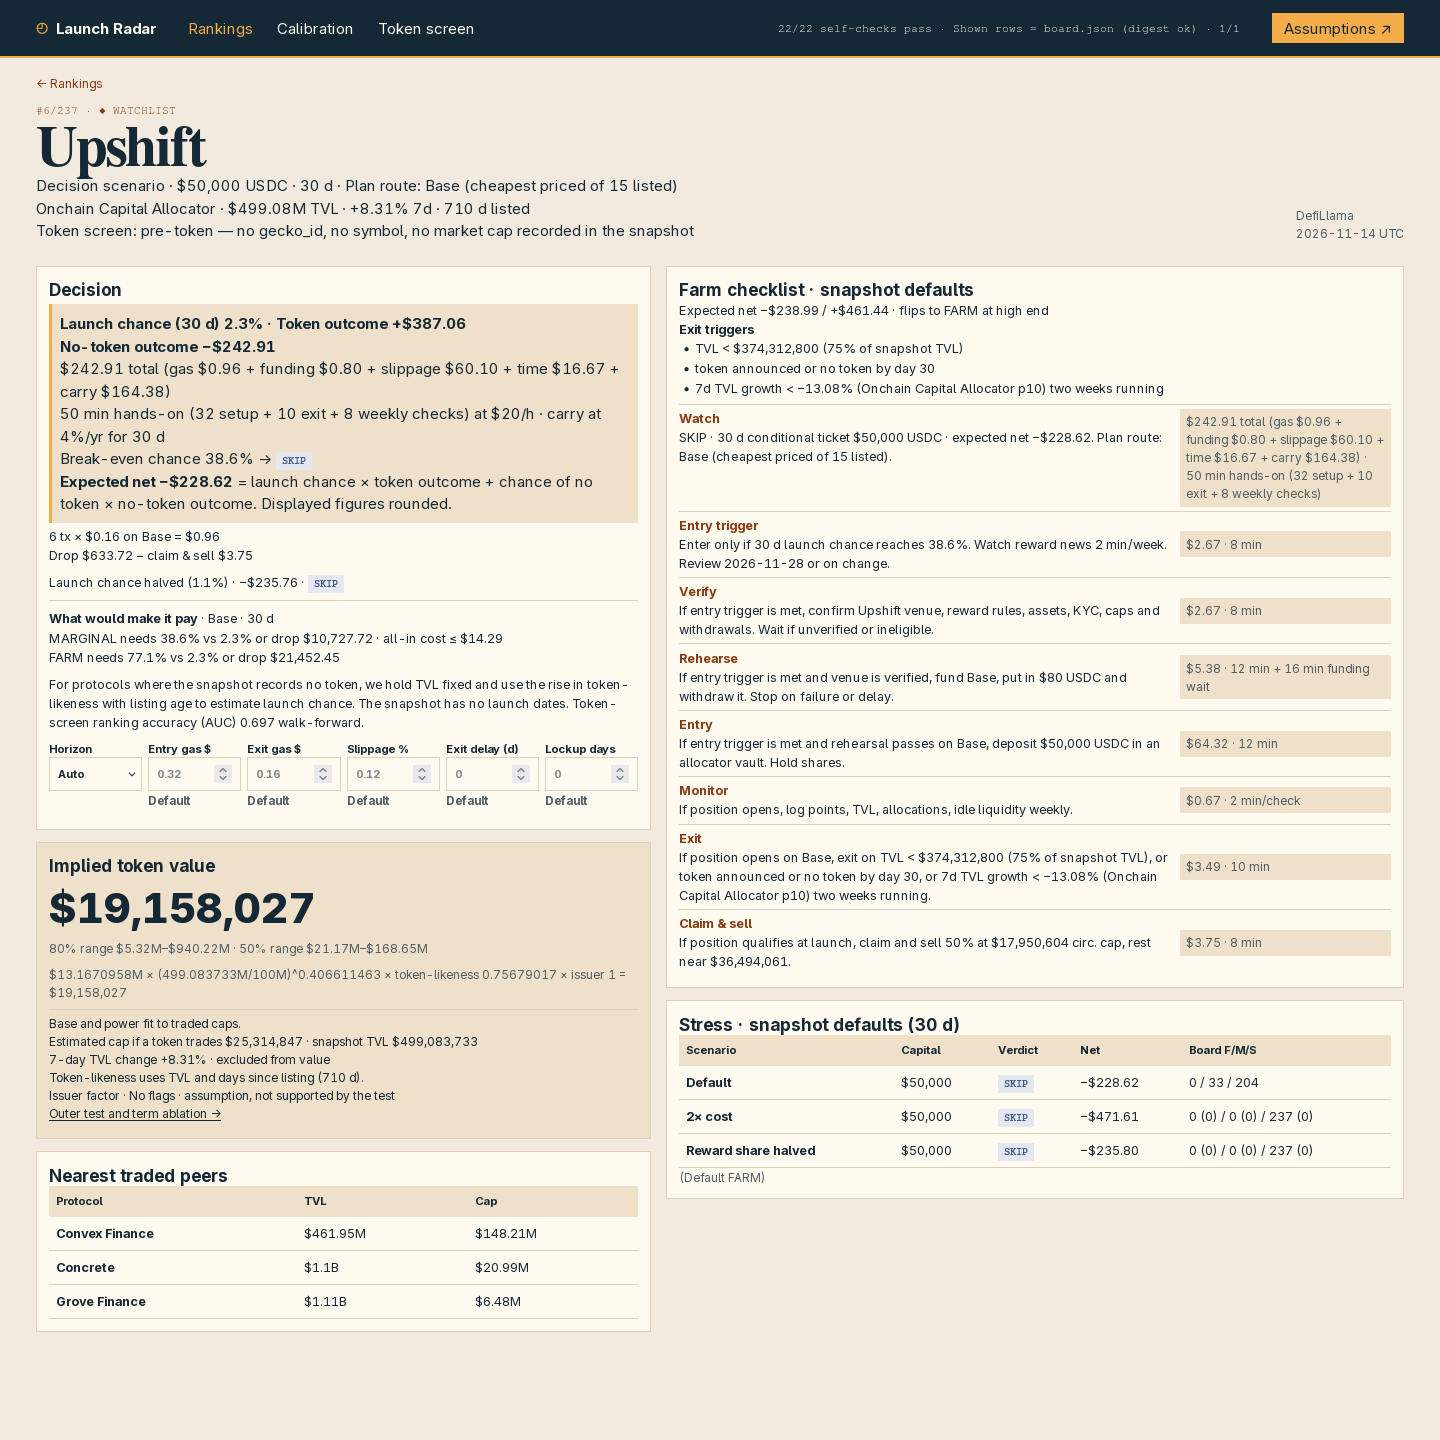 Launch Radar
Rankings
Calibration
Token screen
22/22 self-checks pass · Shown rows = board.json (digest ok) · 1/1
Assumptions ↗
← Rankings
#6/237 · ◆ WATCHLIST
Upshift
Decision scenario · $50,000 USDC · 30 d · Plan route: Base (cheapest priced of 15 listed)
Onchain Capital Allocator · $499.08M TVL · +8.31% 7d · 710 d listed
Token screen: pre-token — no gecko_id, no symbol, no market cap recorded in the snapshot
DefiLlama
2026-11-14 UTC
Decision
Launch chance (30 d) 2.3% · Token outcome +$387.06
No-token outcome −$242.91
$242.91 total (gas $0.96 + funding $0.80 + slippage $60.10 + time $16.67 +
carry $164.38)
50 min hands-on (32 setup + 10 exit + 8 weekly checks) at $20/h · carry at
4%/yr for 30 d
Break-even chance 38.6% → SKIP
Expected net −$228.62 = launch chance × token outcome + chance of no
token × no-token outcome. Displayed figures rounded.
6 tx × $0.16 on Base = $0.96
Drop $633.72 − claim & sell $3.75
Launch chance halved (1.1%) · −$235.76 · SKIP
What would make it pay · Base · 30 d
MARGINAL needs 38.6% vs 2.3% or drop $10,727.72 · all-in cost ≤ $14.29
FARM needs 77.1% vs 2.3% or drop $21,452.45
For protocols where the snapshot records no token, we hold TVL fixed and use the rise in token-
likeness with listing age to estimate launch chance. The snapshot has no launch dates. Token-
screen ranking accuracy (AUC) 0.697 walk-forward.
Horizon Entry gas $ Exit gas $ Slippage % Exit delay (d) Lockup days
Auto 0.32 0.16 0.12 0 0
Default Default Default Default Default
Implied token value
$19,158,027
80% range $5.32M–$940.22M · 50% range $21.17M–$168.65M
$13.1670958M × (499.083733M/100M)^0.406611463 × token-likeness 0.75679017 × issuer 1 =
$19,158,027
Base and power fit to traded caps.
Estimated cap if a token trades $25,314,847 · snapshot TVL $499,083,733
7-day TVL change +8.31% · excluded from value
Token-likeness uses TVL and days since listing (710 d).
Issuer factor · No flags · assumption, not supported by the test
Outer test and term ablation →
Nearest traded peers
Protocol TVL Cap
Convex Finance $461.95M $148.21M
Concrete $1.1B $20.99M
Grove Finance $1.11B $6.48M
Farm checklist · snapshot defaults
Expected net −$238.99 / +$461.44 · flips to FARM at high end
Exit triggers
• TVL < $374,312,800 (75% of snapshot TVL)
• token announced or no token by day 30
• 7d TVL growth < −13.08% (Onchain Capital Allocator p10) two weeks running
Watch
SKIP · 30 d conditional ticket $50,000 USDC · expected net −$228.62. Plan route:
Base (cheapest priced of 15 listed).
$242.91 total (gas $0.96 +
funding $0.80 + slippage $60.10 +
time $16.67 + carry $164.38) ·
50 min hands-on (32 setup + 10
exit + 8 weekly checks)
Entry trigger
Enter only if 30 d launch chance reaches 38.6%. Watch reward news 2 min/week.
Review 2026-11-28 or on change.
$2.67 · 8 min
Verify
If entry trigger is met, confirm Upshift venue, reward rules, assets, KYC, caps and
withdrawals. Wait if unverified or ineligible.
$2.67 · 8 min
Rehearse
If entry trigger is met and venue is verified, fund Base, put in $80 USDC and
withdraw it. Stop on failure or delay.
$5.38 · 12 min + 16 min funding
wait
Entry
If entry trigger is met and rehearsal passes on Base, deposit $50,000 USDC in an
allocator vault. Hold shares.
$64.32 · 12 min
Monitor
If position opens, log points, TVL, allocations, idle liquidity weekly.
$0.67 · 2 min/check
Exit
If position opens on Base, exit on TVL < $374,312,800 (75% of snapshot TVL), or
token announced or no token by day 30, or 7d TVL growth < −13.08% (Onchain
Capital Allocator p10) two weeks running.
$3.49 · 10 min
Claim & sell
If position qualifies at launch, claim and sell 50% at $17,950,604 circ. cap, rest
near $36,494,061.
$3.75 · 8 min
Stress · snapshot defaults (30 d)
Scenario Capital Verdict Net Board F/M/S
Default $50,000 SKIP −$228.62 0 / 33 / 204
2× cost $50,000 SKIP −$471.61 0 (0) / 0 (0) / 237 (0)
Reward share halved $50,000 SKIP −$235.80 0 (0) / 0 (0) / 237 (0)
(Default FARM)